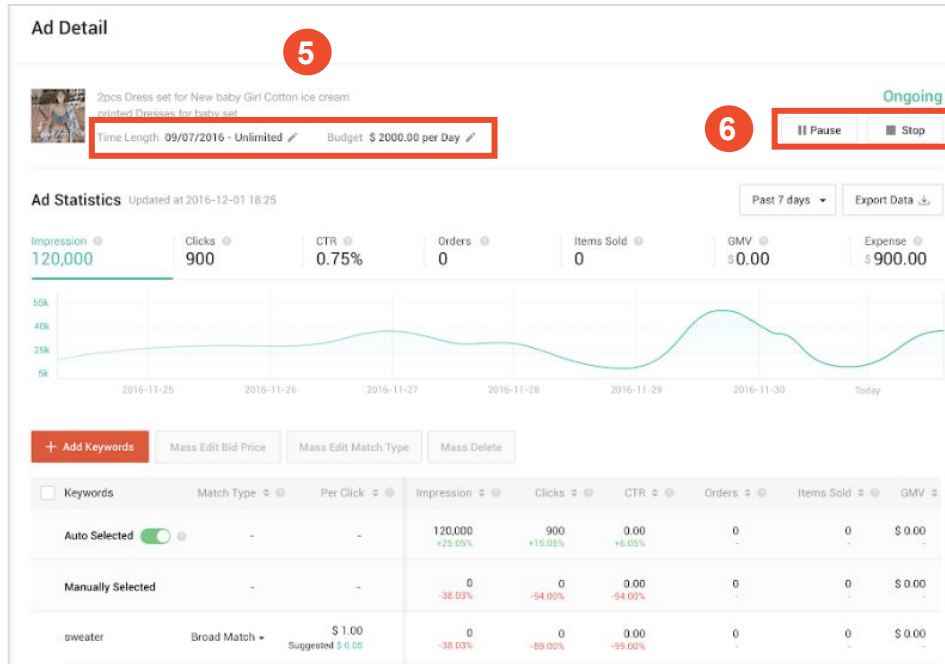 Ad Detail
5
2pcs Dress set for New baby Girl Cotton ice cream
printed Dresses for baby set
Ongoing
Time Length 09/07/2016 - Unlimited Budget $ 2000.00 per Day
6
Pause Stop
Ad Statistics Updated at 2016-12-01 18:25 Past 7 days Export Data
Impression Clicks CTR Orders Items Sold GMV Expense
120,000 900 0.75% 0 0 $ 0.00 $ 900.00
55k
40k
25k
5k
2016-11-25 2016-11-26 2016-11-27 2016-11-28 2016-11-29 2016-11-30 Today
+ Add Keywords Mass Edit Bid Price Mass Edit Match Type Mass Delete
Keywords Match Type Per Click Impression Clicks CTR Orders Items Sold GMV
Auto Selected - - 120,000 900 0.00 0 0 $ 0.00
+25.05% +15.05% +6.05% - - -
Manually Selected - - 0 0 0.00 0 0 $ 0.00
-38.03% -94.00% -94.00% - - -
sweater Broad Match $ 1.00 0 0 0.00 0 0 $ 0.00
Suggested $ 0.05 -38.03% -89.00% -99.00% - - -